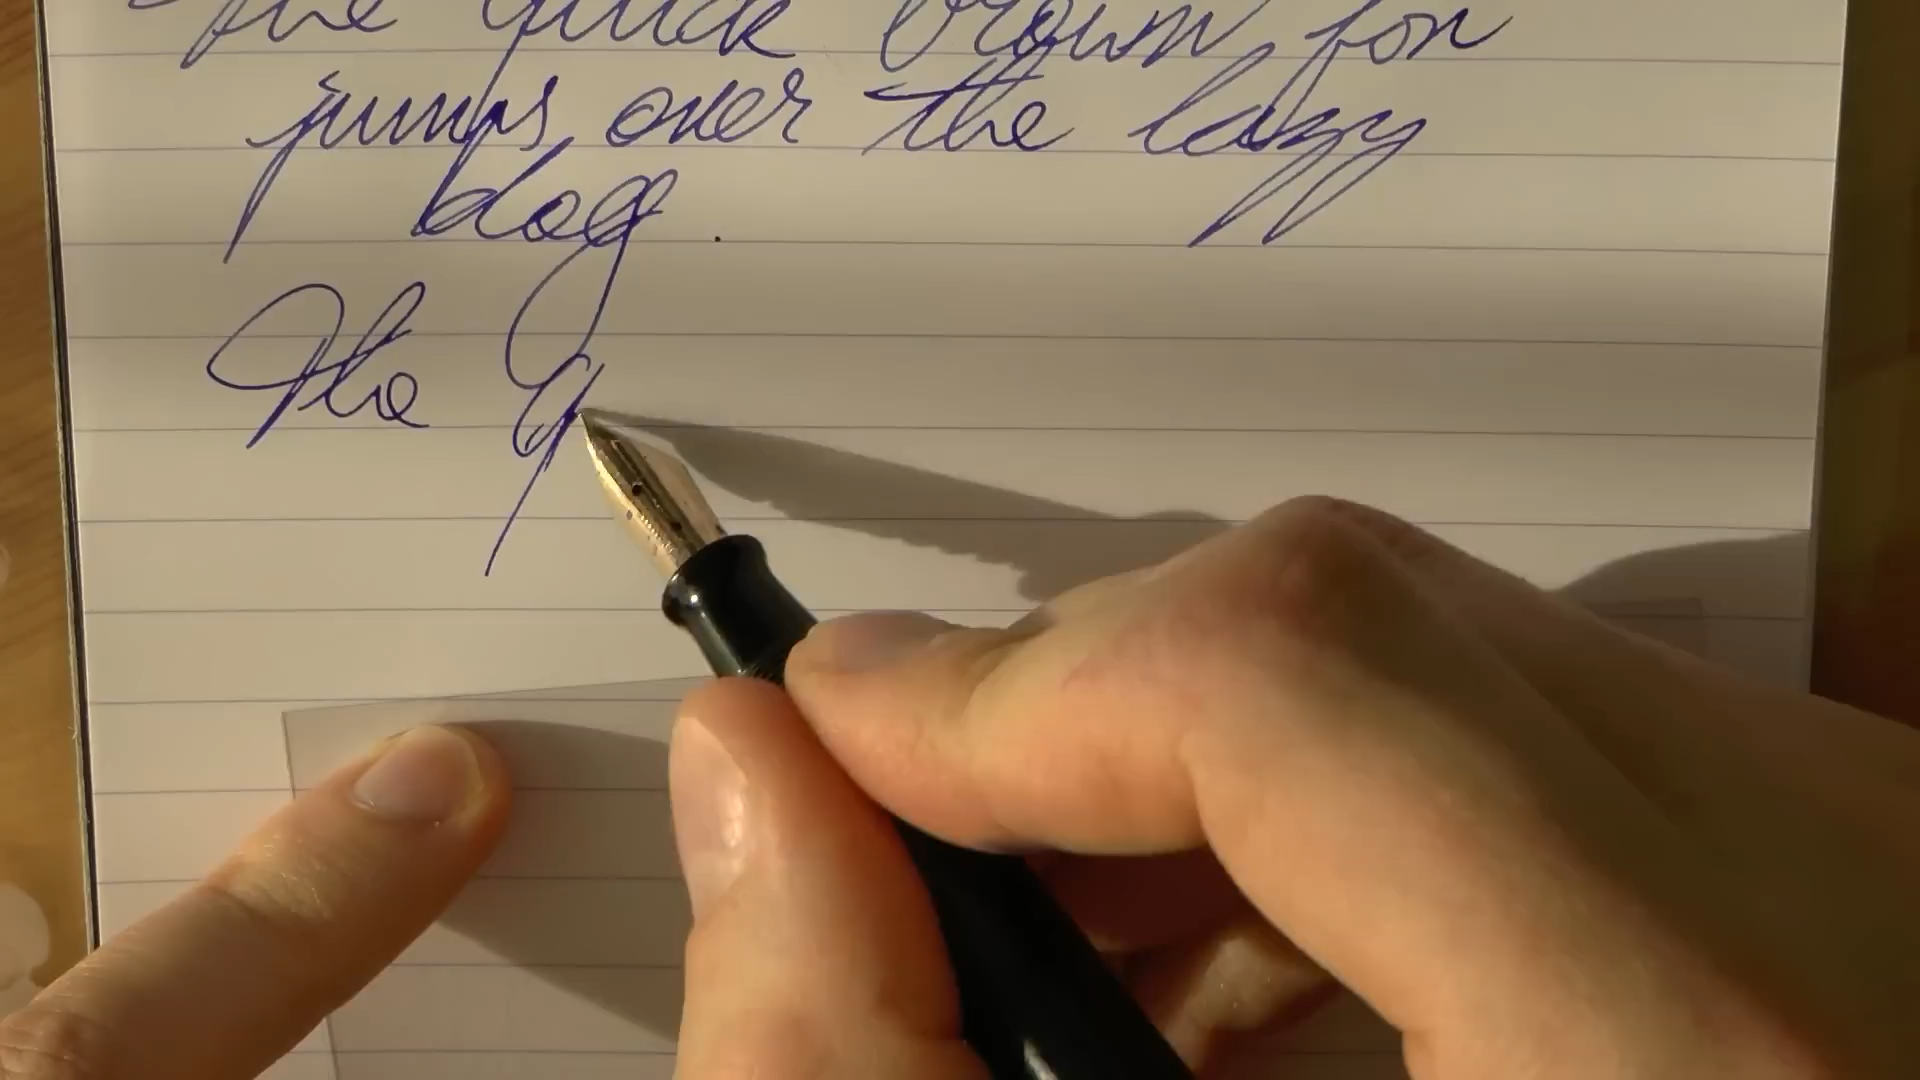 the quick brown fox
jumps over the lazy
dog.
The q